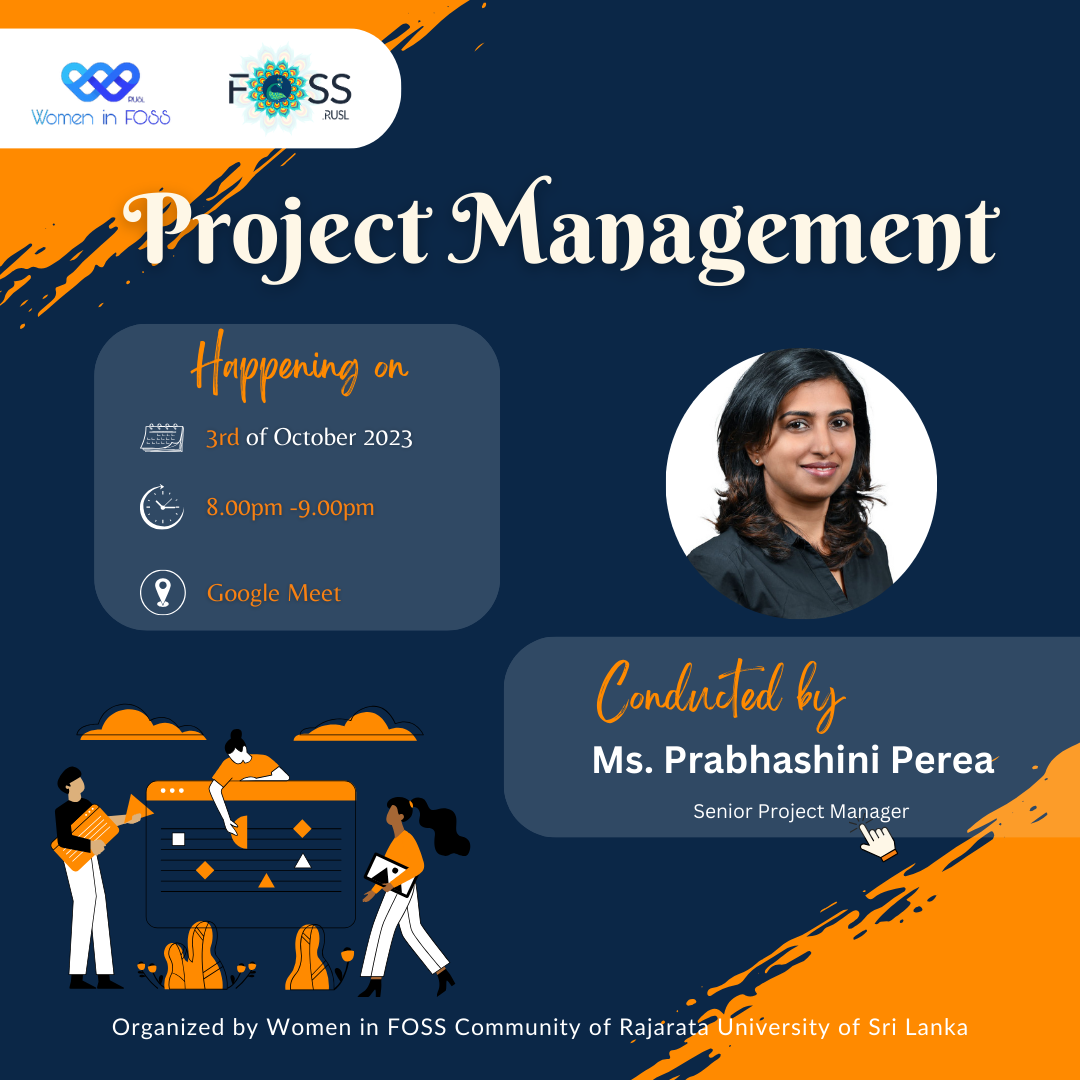 RUSL
Women in FOSS
FOSS
.RUSL
Project Management
Happening on
3rd of October 2023
8.00pm -9.00pm
Google Meet
Conducted by
Ms. Prabhashini Perea
Senior Project Manager
Organized by Women in FOSS Community of Rajarata University of Sri Lanka